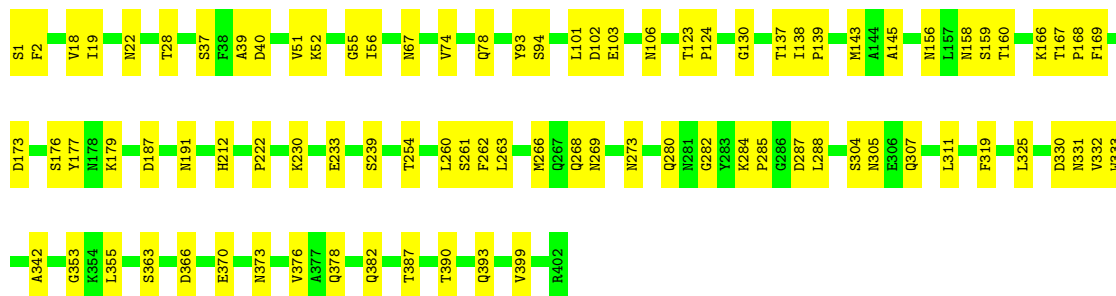 S1 F2 V18 I19 N22 T28 S37 F38 A39 D40 V51 K52 G55 I56 N67 V74 Q78 Y93 S94 L101 D102 E103 N106 T123 P124 G130 T137 I138 P139 M143 A144 A145 N156 L157 N158 S159 T160 K166 T167 P168 F169
D173 S176 Y177 N178 K179 D187 N191 H212 P222 K230 E233 S239 T254 L260 S261 F262 L263 M266 Q267 Q268 N269 N273 Q280 N281 G282 Y283 K284 P285 G286 D287 L288 S304 N305 E306 Q307 L311 F319 L325 D330 N331 V332
A342 G353 K354 L355 S363 D366 E370 N373 V376 A377 Q378 Q382 T387 T390 Q393 V399 R402